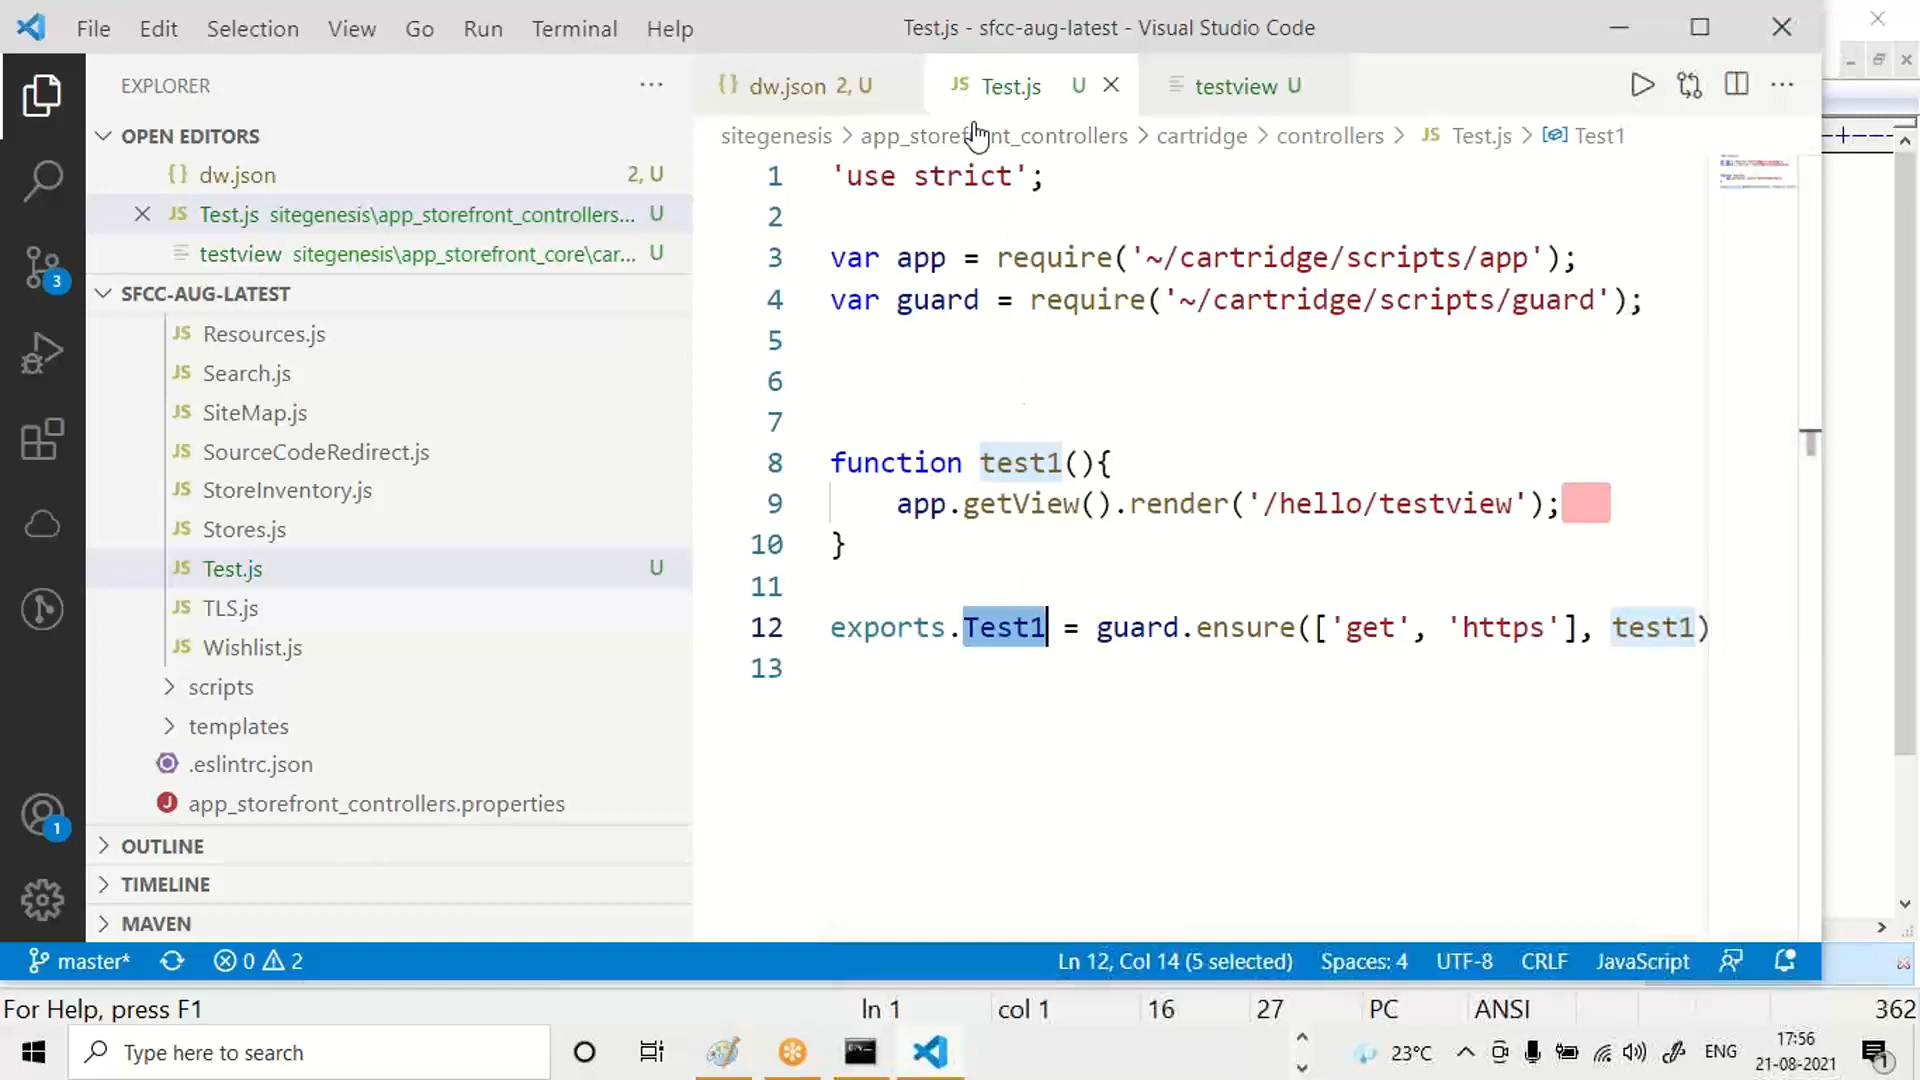 File Edit Selection View Go Run Terminal Help Test.js - sfcc-aug-latest - Visual Studio Code
EXPLORER
{} dw.json 2, U JS Test.js U testview U
OPEN EDITORS
sitegenesis > app_storefront_controllers > cartridge > controllers > JS Test.js > Test1
{} dw.json 2, U
JS Test.js sitegenesis\app_storefront_controllers... U
testview sitegenesis\app_storefront_core\car... U
SFCC-AUG-LATEST
JS Resources.js
JS Search.js
JS SiteMap.js
JS SourceCodeRedirect.js
JS StoreInventory.js
JS Stores.js
JS Test.js U
JS TLS.js
JS Wishlist.js
scripts
templates
.eslintrc.json
J app_storefront_controllers.properties
OUTLINE
TIMELINE
MAVEN
3
1
1 'use strict';
2
3 var app = require('~/cartridge/scripts/app');
4 var guard = require('~/cartridge/scripts/guard');
5
6
7
8 function test1(){
9 app.getView().render('/hello/testview');
10 }
11
12 exports.Test1 = guard.ensure(['get', 'https'], test1)
13
master* 0 2 Ln 12, Col 14 (5 selected) Spaces: 4 UTF-8 CRLF JavaScript
For Help, press F1 ln 1 col 1 16 27 PC ANSI 362
Type here to search 23°C ENG 17:56
21-08-2021
1